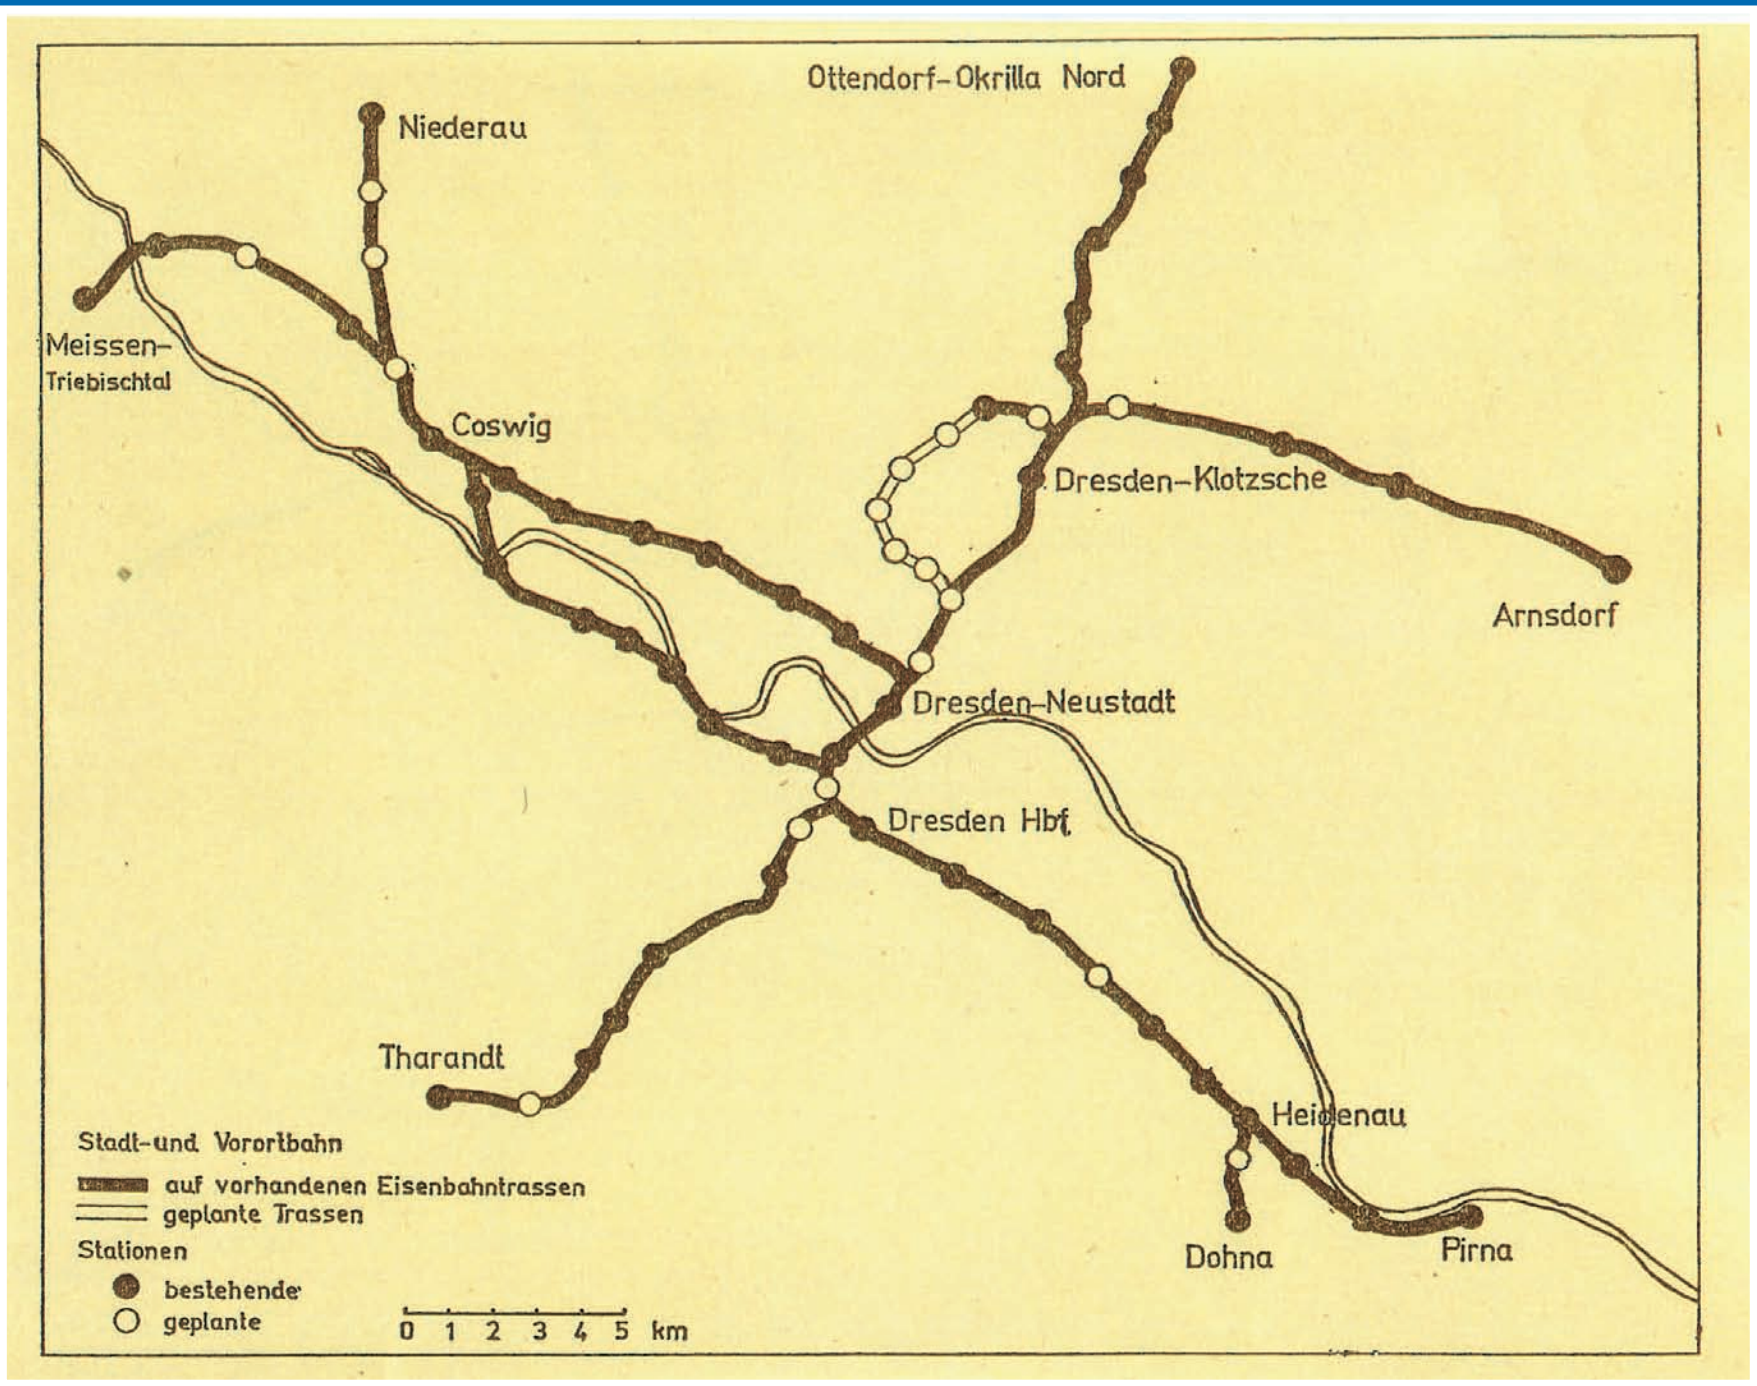 Ottendorf-Okrilla Nord
Niederau
Meissen-
Triebischtal
Coswig
Dresden-Klotzsche
Arnsdorf
Dresden-Neustadt
Dresden Hbf.
Tharandt
Heidenau
Dohna
Pirna
Stadt-und Vorortbahn
auf vorhandenen Eisenbahntrassen
geplante Trassen
Stationen
bestehende
geplante
0 1 2 3 4 5 km